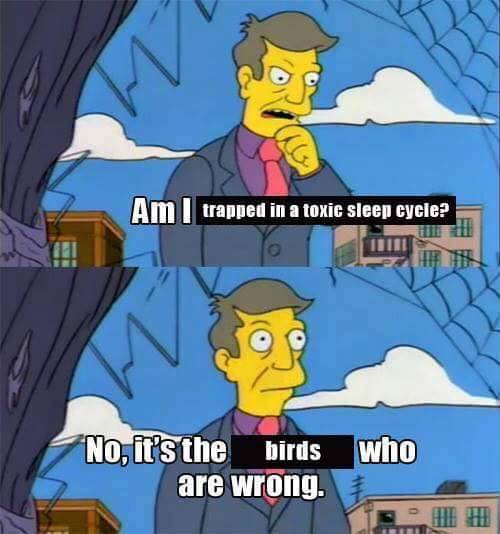 Am I trapped in a toxic sleep cycle?
No, it's the birds who
are wrong.